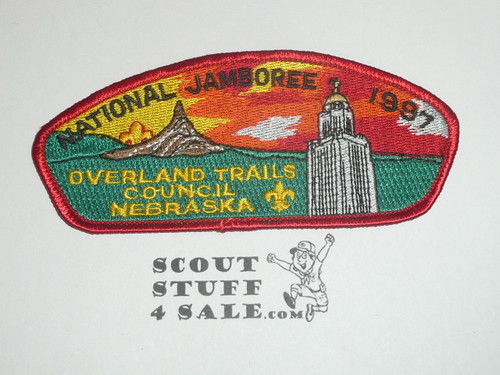 NATIONAL JAMBOREE 1997
OVERLAND TRAILS
COUNCIL
NEBRASKA
SCOUT
STUFF
4 SALE.COM